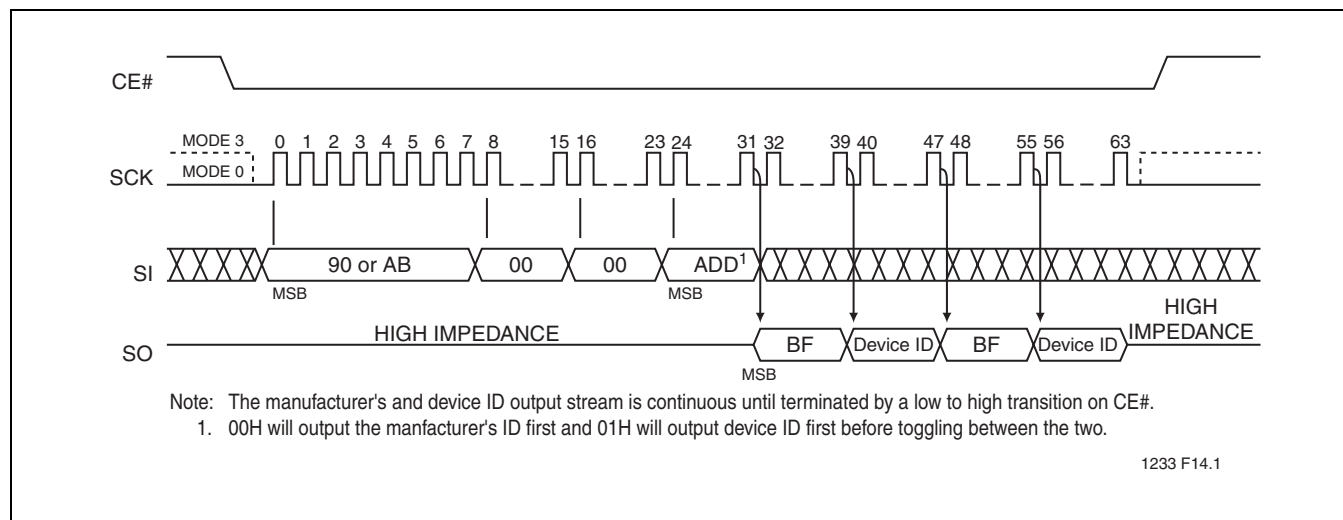 CE#
MODE 3 0 1 2 3 4 5 6 7 8 15 16 23 24 31 32 39 40 47 48 55 56 63
SCK MODE 0
SI 90 or AB 00 00 ADD1
MSB MSB
HIGH
HIGH IMPEDANCE IMPEDANCE
SO BF Device ID BF Device ID
MSB
Note: The manufacturer's and device ID output stream is continuous until terminated by a low to high transition on CE#.
1. 00H will output the manfacturer's ID first and 01H will output device ID first before toggling between the two.
1233 F14.1